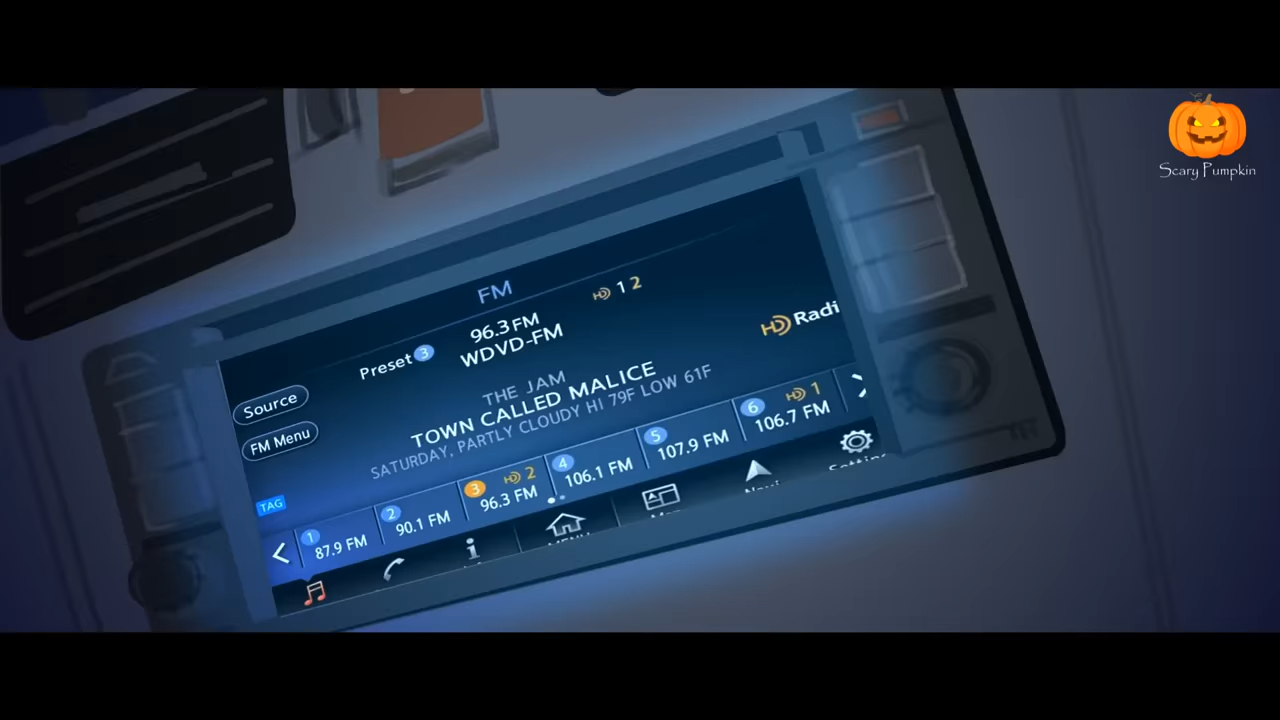 Scary Pumpkin
FM
HD 1 2
96.3 FM
WDVD-FM
Preset 3
HD Radi
THE JAM
TOWN CALLED MALICE
SATURDAY, PARTLY CLOUDY HI 79F LOW 61F
Source
FM Menu
TAG
1 87.9 FM
2 90.1 FM
3 HD 2 96.3 FM
4 106.1 FM
5 107.9 FM
6 HD 1 106.7 FM